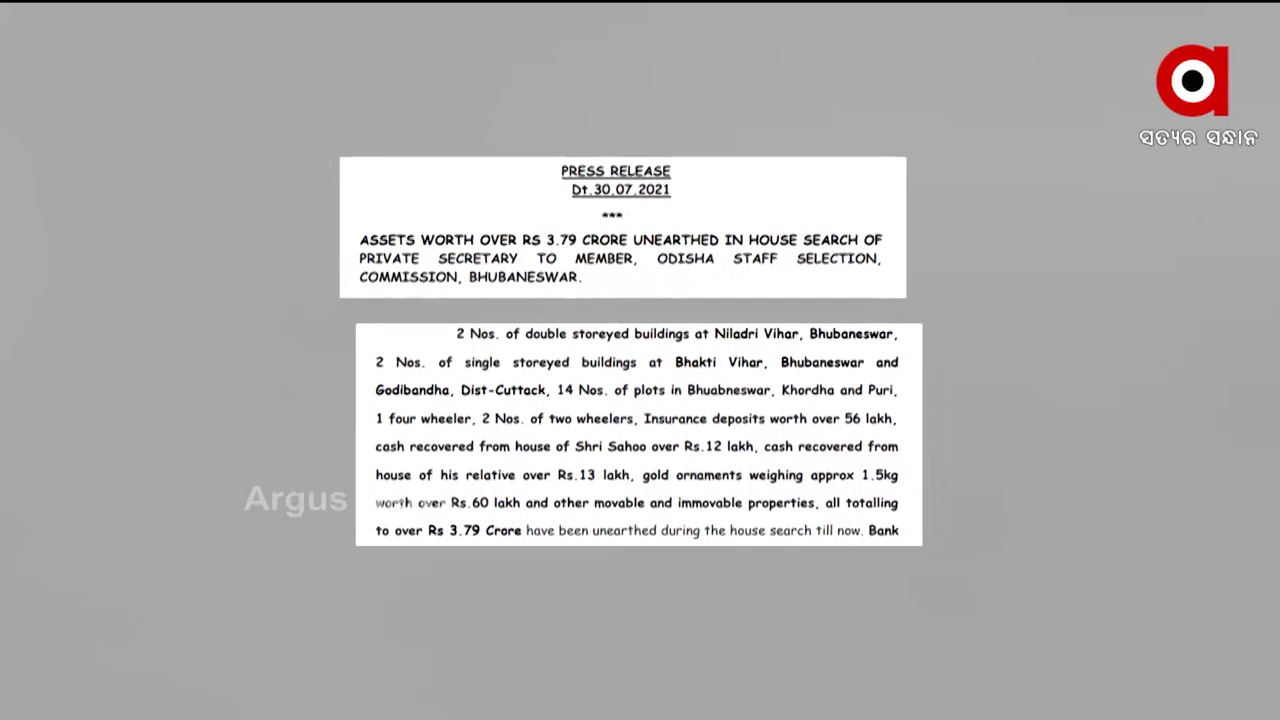 ସତ୍ୟର ସନ୍ଧାନ
PRESS RELEASE
Dt.30.07.2021
***
ASSETS WORTH OVER RS 3.79 CRORE UNEARTHED IN HOUSE SEARCH OF
PRIVATE SECRETARY TO MEMBER, ODISHA STAFF SELECTION,
COMMISSION, BHUBANESWAR.
2 Nos. of double storeyed buildings at Niladri Vihar, Bhubaneswar,
2 Nos. of single storeyed buildings at Bhakti Vihar, Bhubaneswar and
Godibandha, Dist-Cuttack, 14 Nos. of plots in Bhuabneswar, Khordha and Puri,
1 four wheeler, 2 Nos. of two wheelers, Insurance deposits worth over 56 lakh,
cash recovered from house of Shri Sahoo over Rs.12 lakh, cash recovered from
house of his relative over Rs.13 lakh, gold ornaments weighing approx 1.5kg
worth over Rs.60 lakh and other movable and immovable properties, all totalling
to over Rs 3.79 Crore have been unearthed during the house search till now. Bank
Argus